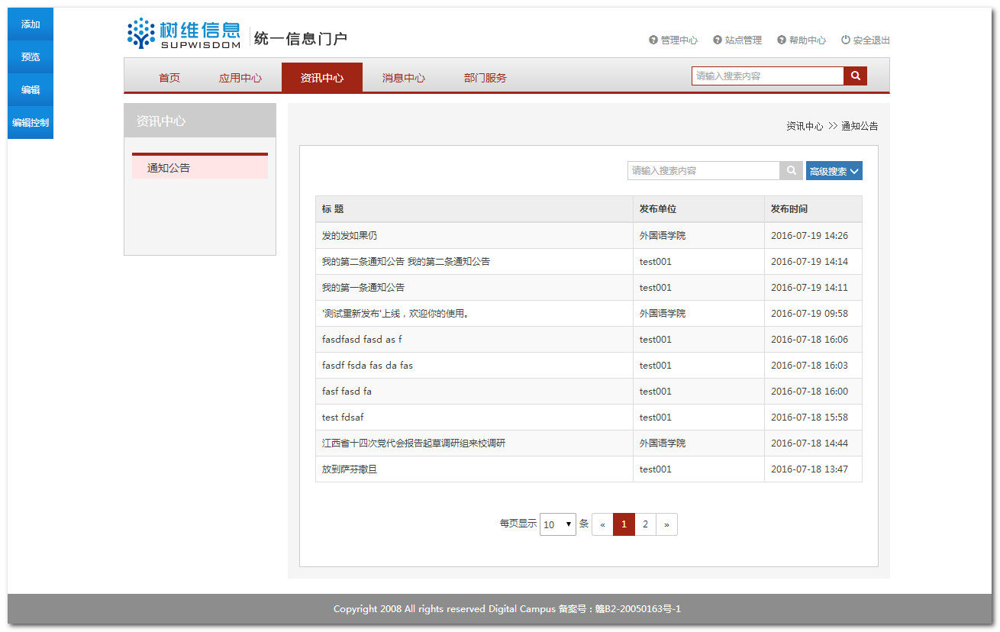 添加
预览
编辑
编辑控制
树维信息
SUPWISDOM
统一信息门户
管理中心 站点管理 帮助中心 安全退出
首页 应用中心 资讯中心 消息中心 部门服务 请输入搜索内容
资讯中心
通知公告
资讯中心 >> 通知公告
请输入搜索内容 高级搜索
标 题 发布单位 发布时间
发的发如果仍 外国语学院 2016-07-19 14:26
我的第二条通知公告 我的第二条通知公告 test001 2016-07-19 14:14
我的第一条通知公告 test001 2016-07-19 14:11
'测试重新发布'上线，欢迎你的使用。 外国语学院 2016-07-19 09:58
fasdfasd fasd as f test001 2016-07-18 16:06
fasdf fsda fas da fas test001 2016-07-18 16:03
fasf fasd fa test001 2016-07-18 16:00
test fdsaf test001 2016-07-18 15:58
江西省十四次党代会报告起草调研组来校调研 外国语学院 2016-07-18 14:44
放到萨芬撒旦 test001 2016-07-18 13:47
每页显示 10 条 « 1 2 »
Copyright 2008 All rights reserved Digital Campus 备案号：赣B2-20050163号-1